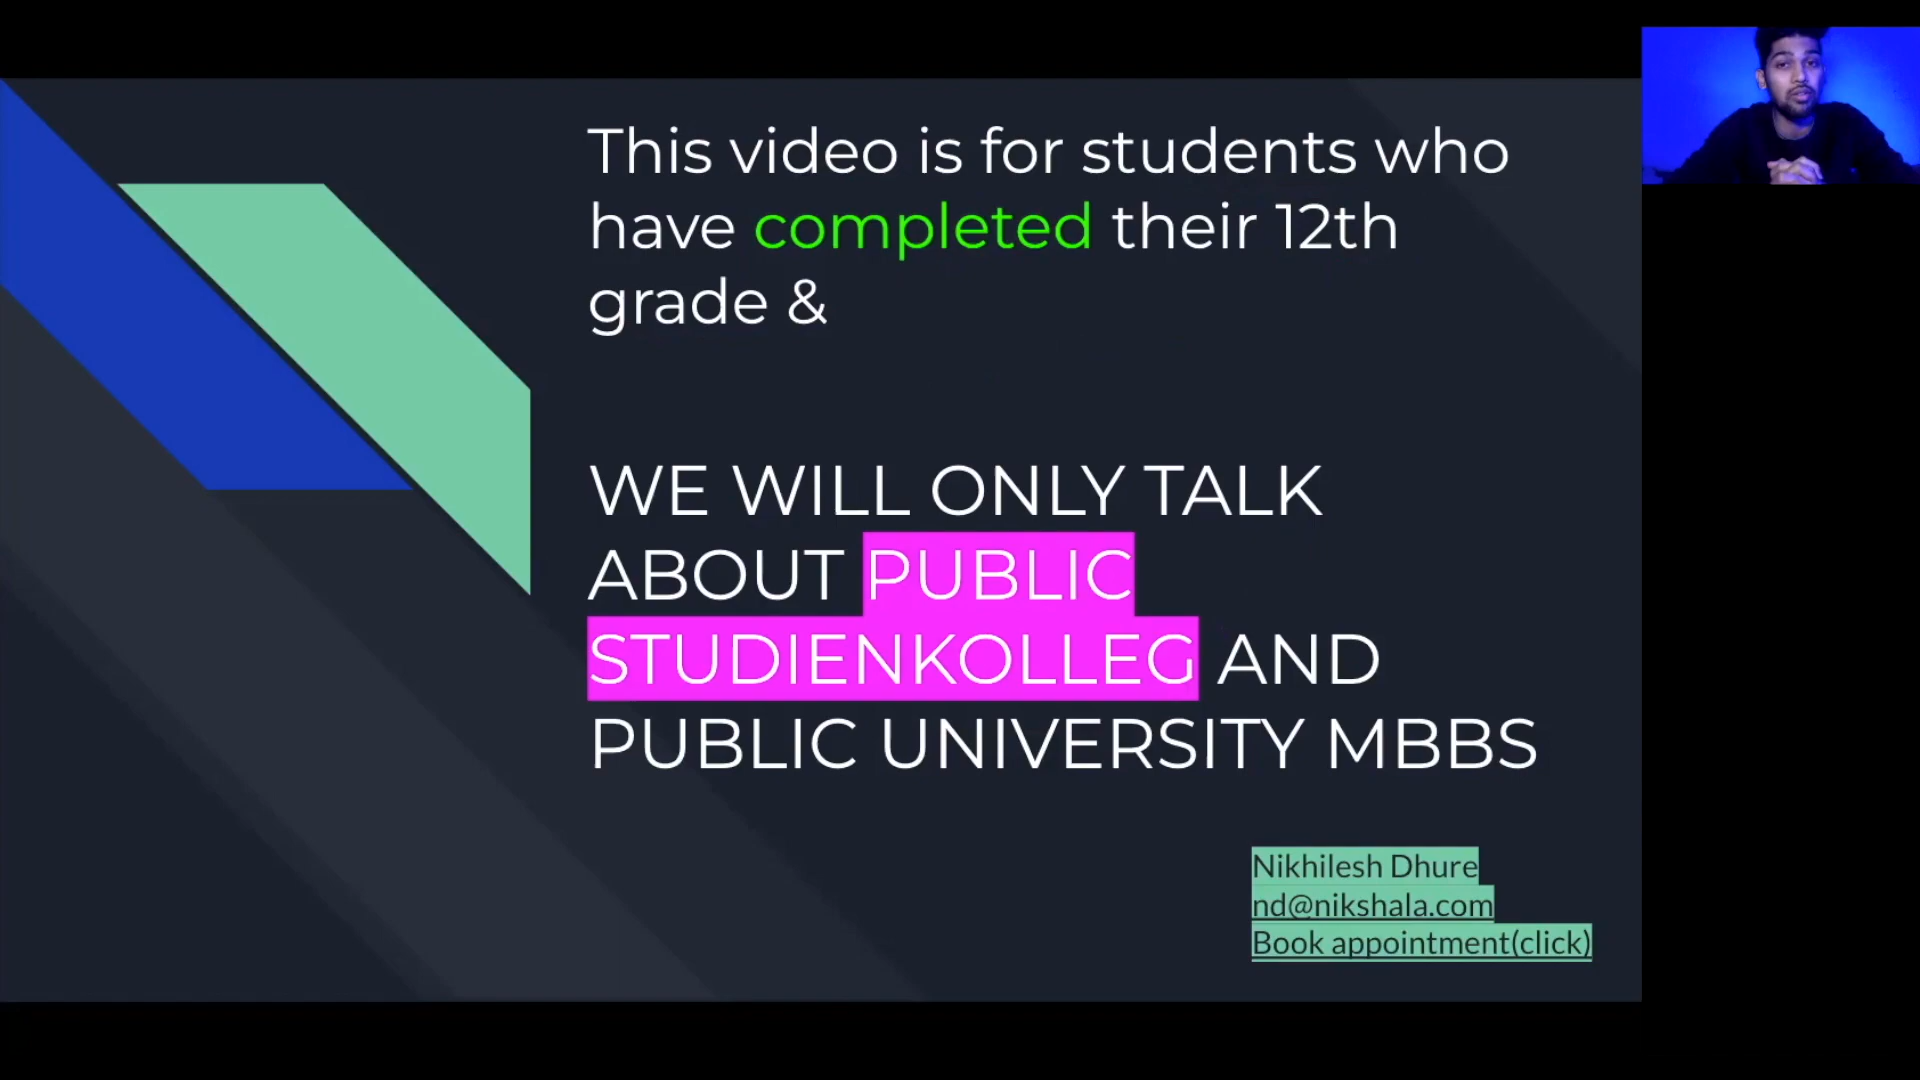 This video is for students who
have completed their 12th
grade &
WE WILL ONLY TALK
ABOUT PUBLIC
STUDIENKOLLEG AND
PUBLIC UNIVERSITY MBBS
Nikhilesh Dhure
nd@nikshala.com
Book appointment(click)